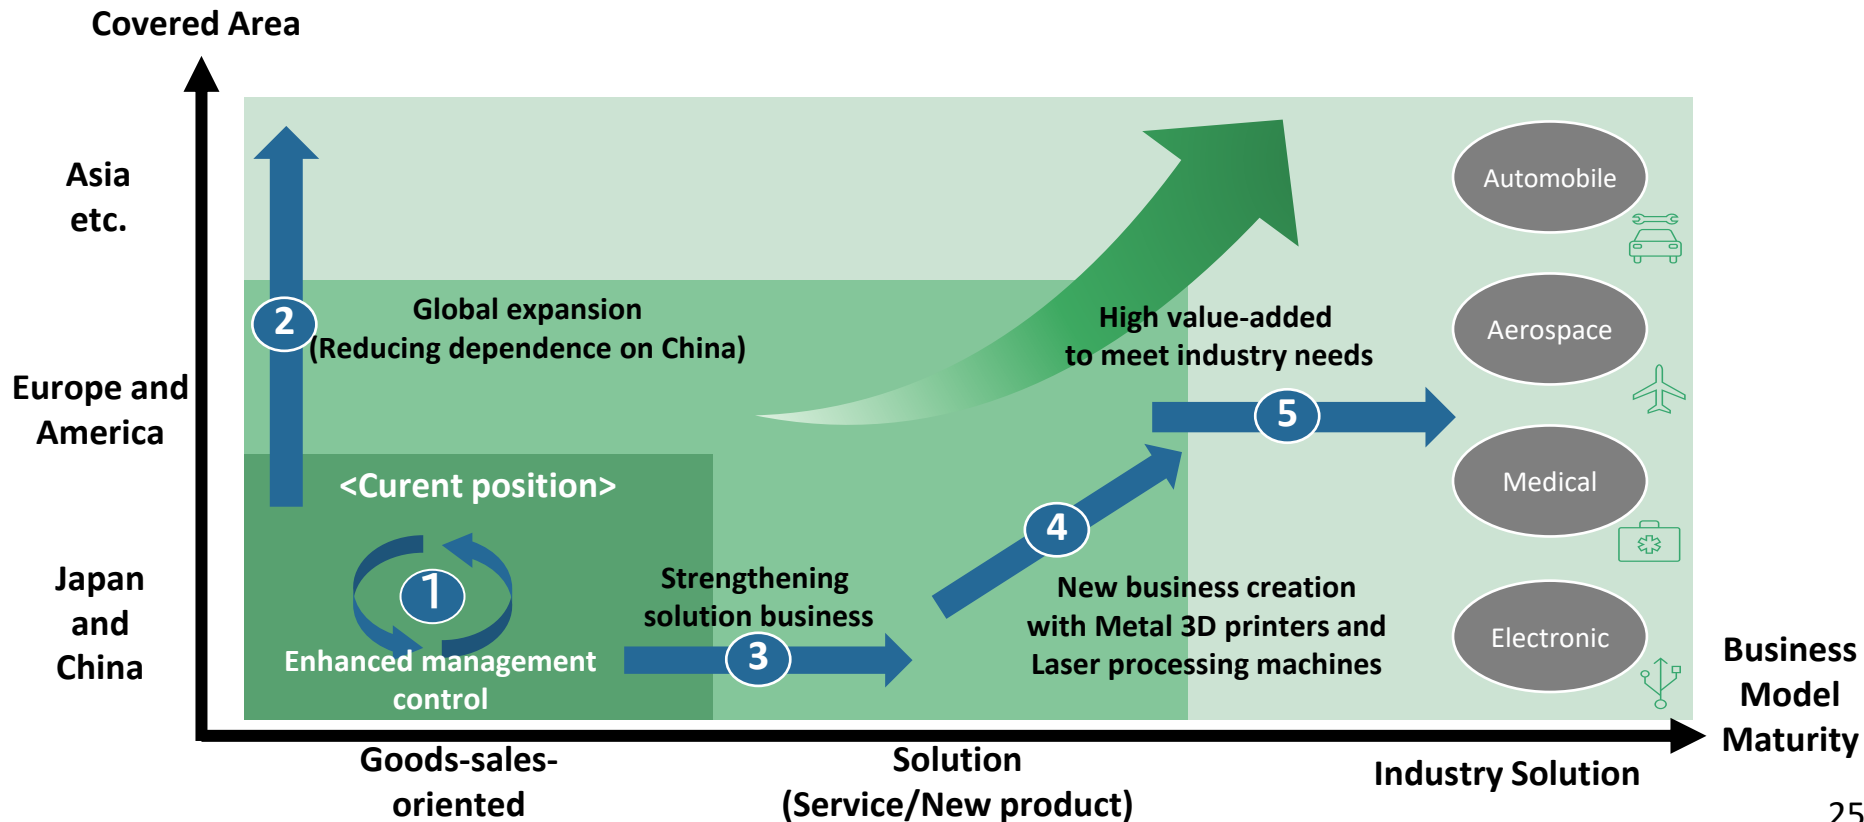 Covered Area
Asia
etc.
Europe and
America
Japan
and
China
2
Global expansion
(Reducing dependence on China)
<Curent position>
1
Enhanced management
control
Strengthening
solution business
3
4
New business creation
with Metal 3D printers and
Laser processing machines
High value-added
to meet industry needs
5
Automobile
Aerospace
Medical
Electronic
Business
Model
Maturity
Goods-sales-
oriented
Solution
(Service/New product)
Industry Solution
25